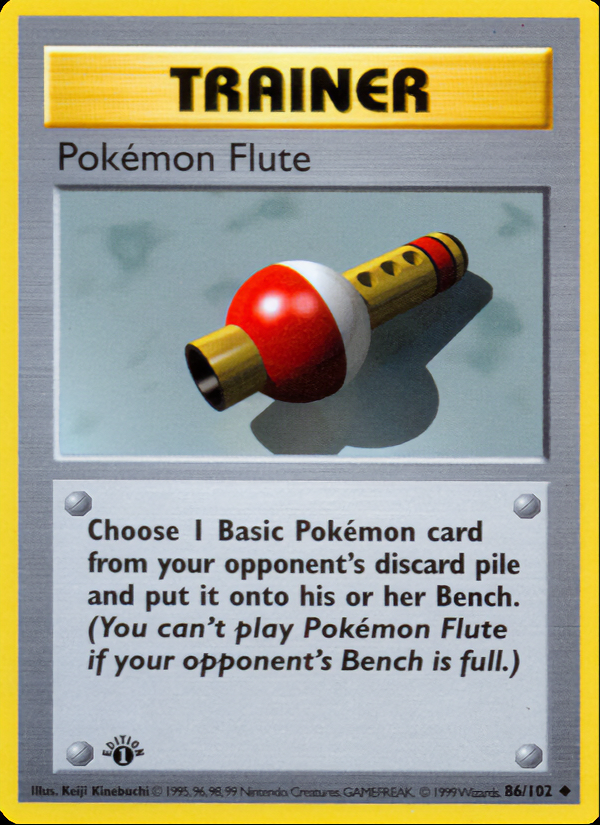 TRAINER
Pokémon Flute
Choose 1 Basic Pokémon card
from your opponent's discard pile
and put it onto his or her Bench.
(You can't play Pokémon Flute
if your opponent's Bench is full.)
EDITION
1
Illus. Keiji Kinebuchi © 1995, 96, 98, 99 Nintendo, Creatures, GAMEFREAK. © 1999 Wizards. 86/102 ◆